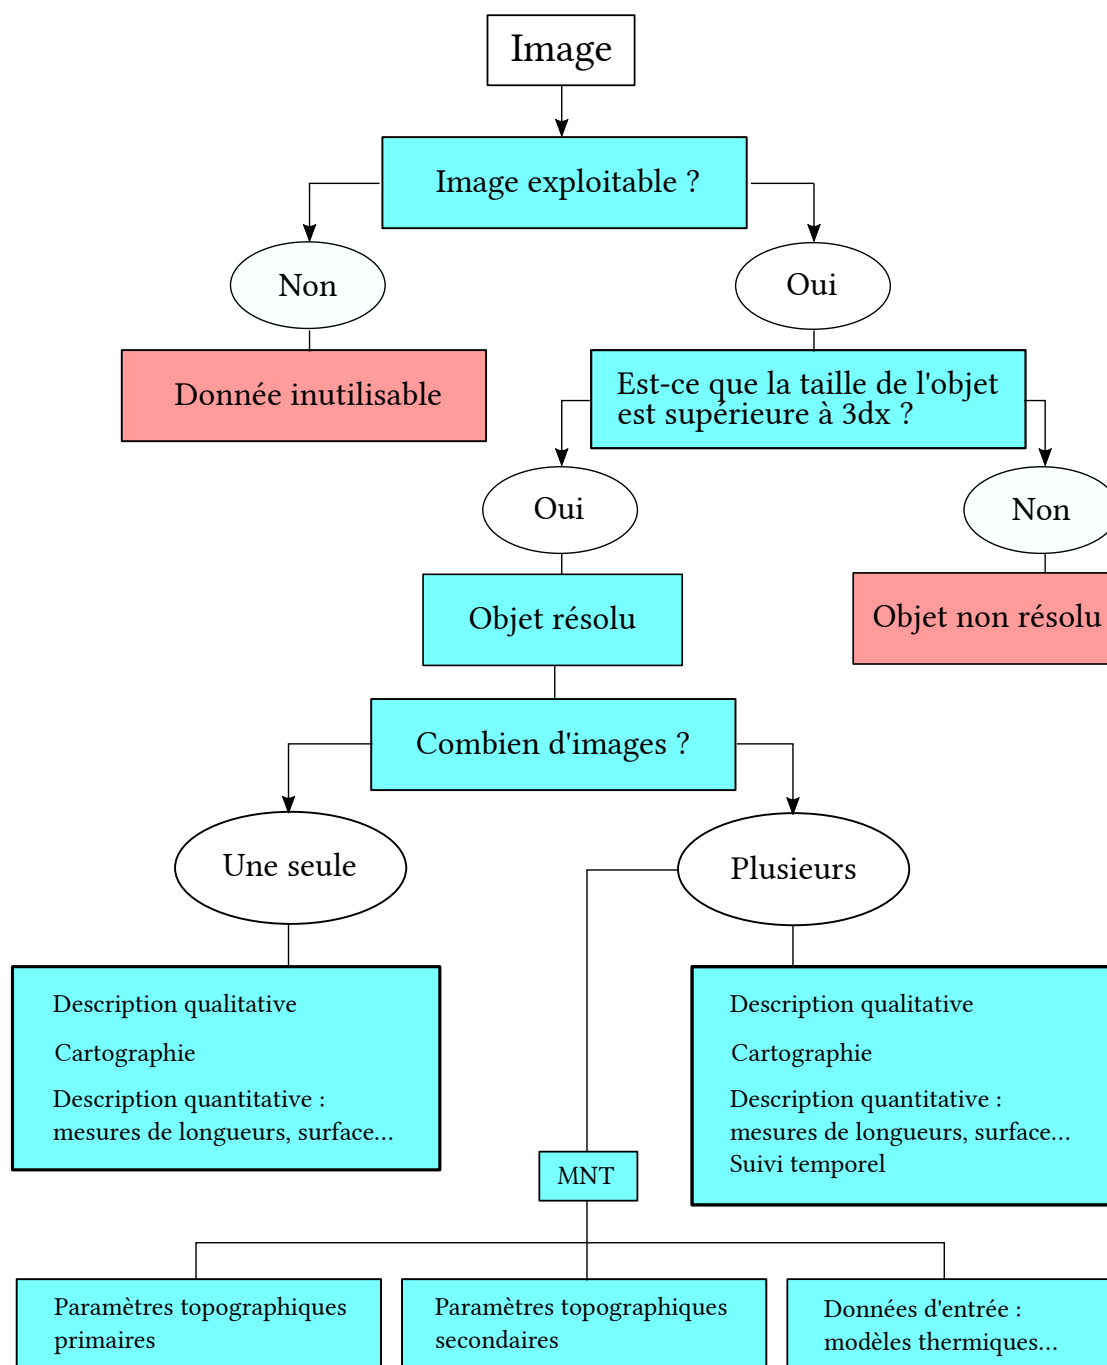 Image
Image exploitable ?
Non
Oui
Donnée inutilisable
Est-ce que la taille de l'objet
est supérieure à 3dx ?
Oui
Non
Objet résolu
Objet non résolu
Combien d'images ?
Une seule
Plusieurs
Description qualitative
Cartographie
Description quantitative :
mesures de longueurs, surface...
Description qualitative
Cartographie
Description quantitative :
mesures de longueurs, surface...
Suivi temporel
MNT
Paramètres topographiques
primaires
Paramètres topographiques
secondaires
Données d'entrée :
modèles thermiques...